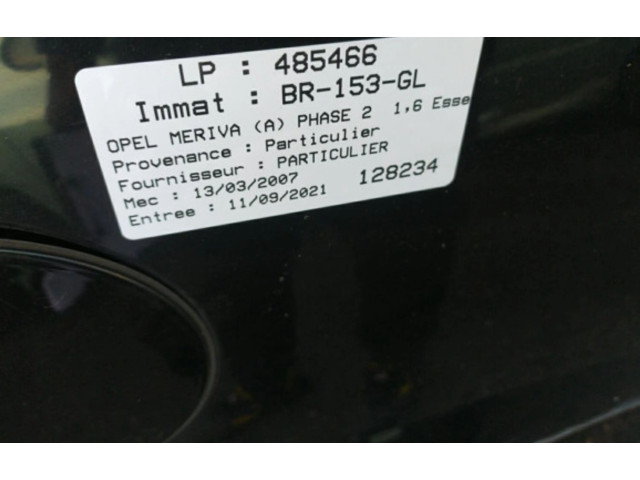 LP : 485466
Immat : BR-153-GL
OPEL MERIVA (A) PHASE 2 1,6 Esse
Provenance : Particulier
Fournisseur : PARTICULIER
Mec : 13/03/2007 128234
Entree : 11/09/2021